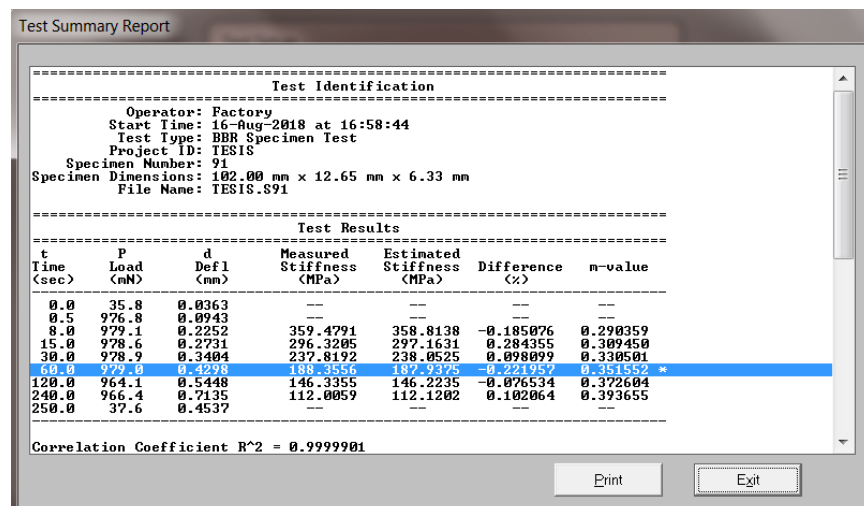 Test Summary Report
Test Identification
Operator: Factory
Start Time: 16-Aug-2018 at 16:58:44
Test Type: BBR Specimen Test
Project ID: TESIS
Specimen Number: 91
Specimen Dimensions: 102.00 mm x 12.65 mm x 6.33 mm
File Name: TESIS.S91
Test Results
t P d Measured Estimated
Time Load Defl Stiffness Stiffness Difference m-value
(sec) (mN) (mm) (MPa) (MPa) (%)
0.0 35.8 0.0363 -- -- -- --
0.5 976.8 0.0943 -- -- -- --
8.0 979.1 0.2252 359.4791 358.8138 -0.185076 0.290359
15.0 978.6 0.2731 296.3205 297.1631 0.284355 0.309450
30.0 978.9 0.3404 237.8192 238.0525 0.098099 0.330501
60.0 979.0 0.4298 188.3556 187.9375 -0.221957 0.351552 *
120.0 964.1 0.5448 146.3355 146.2235 -0.076534 0.372604
240.0 966.4 0.7135 112.0059 112.1202 0.102064 0.393655
250.0 37.6 0.4537 -- -- -- --
Correlation Coefficient R^2 = 0.9999901
Print Exit